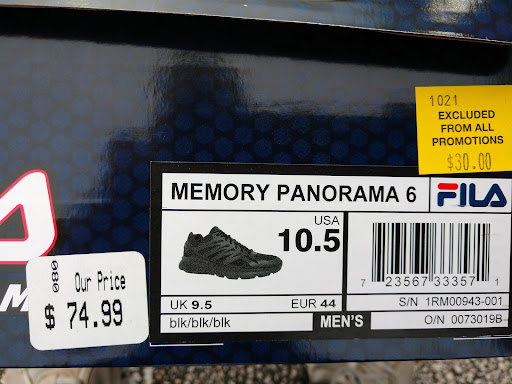 1021
EXCLUDED
FROM ALL
PROMOTIONS
$30.00
MEMORY PANORAMA 6
FILA
USA
10.5
7 23567 33357 1
UK 9.5
EUR 44
S/N 1RM00943-001
blk/blk/blk
MEN'S
O/N 0073019B
080
Our Price
$ 74.99